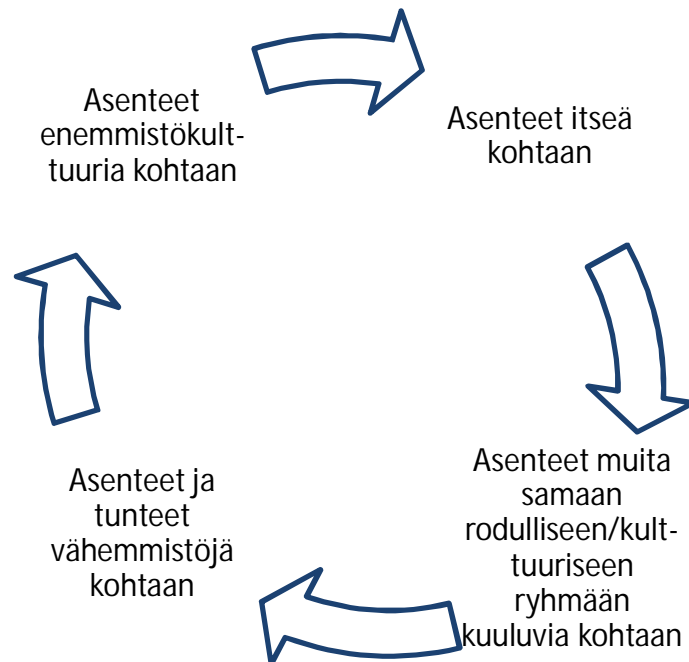 Asenteet
enemmistökult-
tuuria kohtaan
Asenteet itseä
kohtaan
Asenteet muita
samaan
rodulliseen/kult-
tuuriseen
ryhmään
kuuluvia kohtaan
Asenteet ja
tunteet
vähemmistöjä
kohtaan